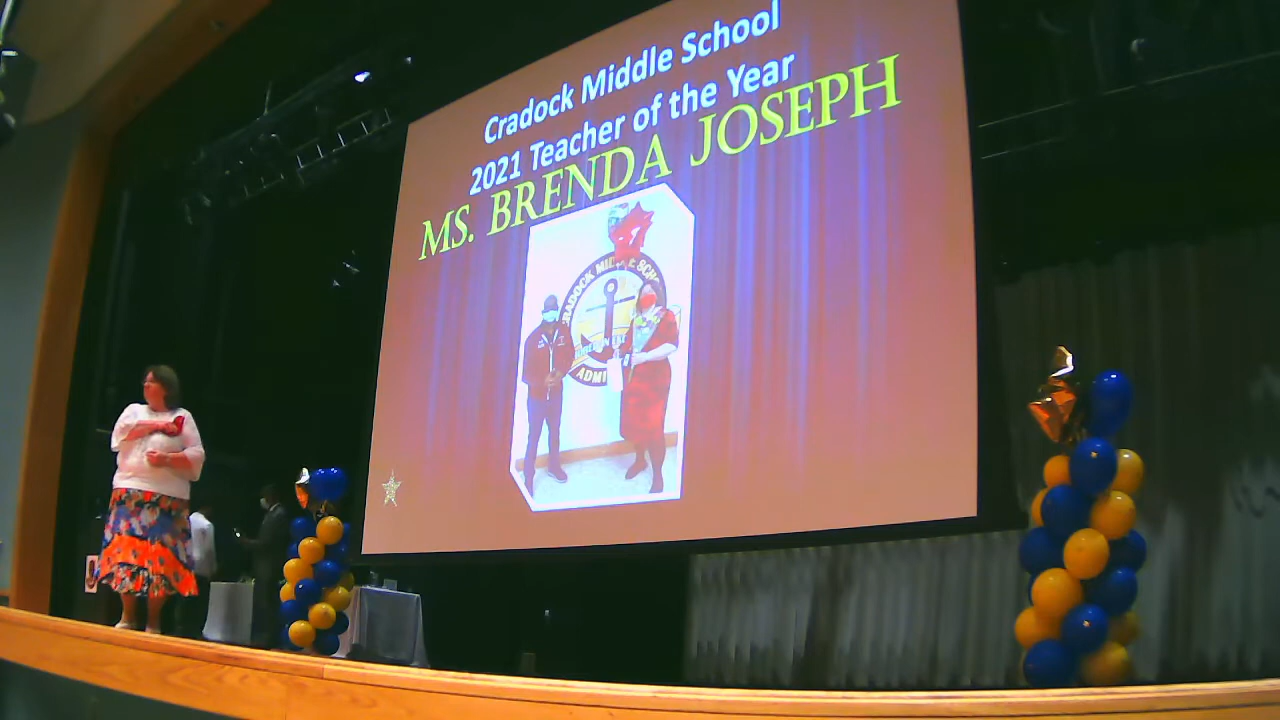 Cradock Middle School
2021 Teacher of the Year
MS. BRENDA JOSEPH